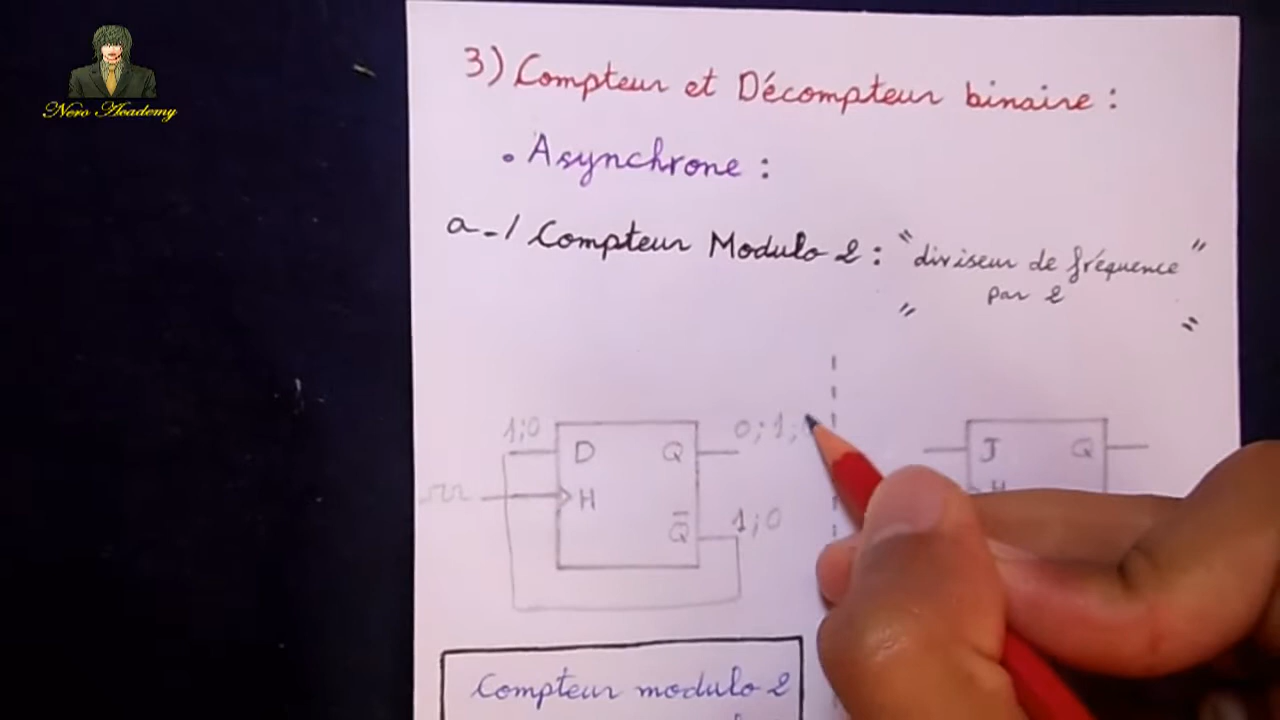 Nero Academy
3) Compteur et Décompteur binaire :
• Asynchrone :
a-/ Compteur Modulo 2 : "diviseur de fréquence"
" par 2 "
1;0 D Q 0;1;
H
Q̅ 1;0
J Q
H
Compteur modulo 2